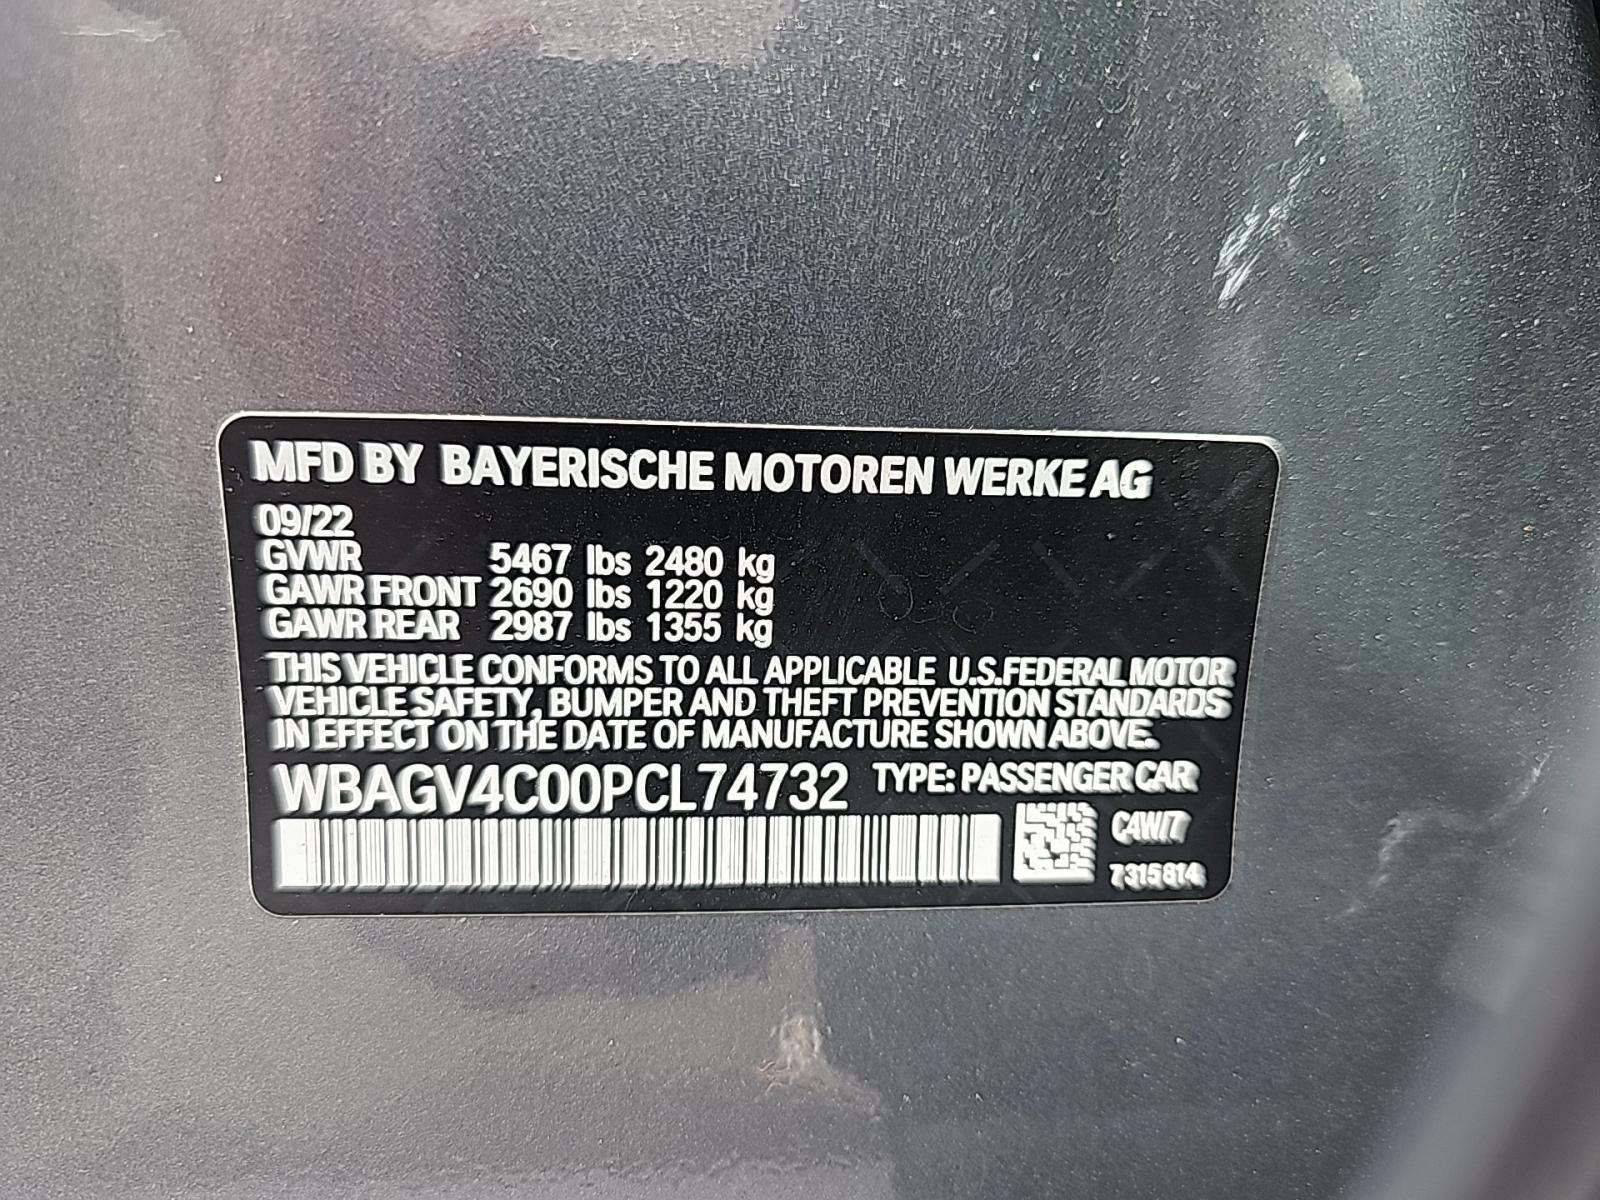 MFD BY BAYERISCHE MOTOREN WERKE AG
09/22
GVWR 5467 lbs 2480 kg
GAWR FRONT 2690 lbs 1220 kg
GAWR REAR 2987 lbs 1355 kg
THIS VEHICLE CONFORMS TO ALL APPLICABLE U.S.FEDERAL MOTOR
VEHICLE SAFETY, BUMPER AND THEFT PREVENTION STANDARDS
IN EFFECT ON THE DATE OF MANUFACTURE SHOWN ABOVE.
WBAGV4C00PCL74732 TYPE: PASSENGER CAR
C4W/7
7315814